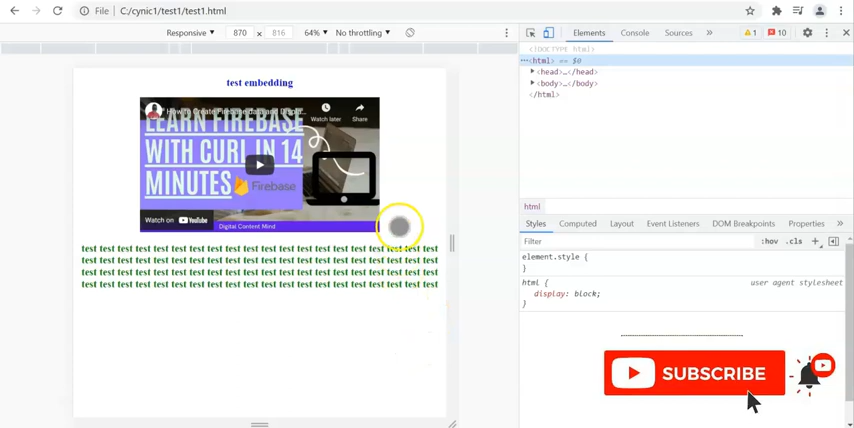 File
C:/cynic1/test1/test1.html
Responsive
870
×
816
64%
No throttling
Elements
Console
Sources
»
1
10
<!DOCTYPE html>
<html> == $0
<head>…</head>
<body>…</body>
</html>
test embedding
How to Create Firebase data and Displa...
Watch later
Share
LEARN FIREBASE
WITH CURL IN 14
MINUTES
Firebase
Watch on YouTube
Digital Content Mind
test test test test test test test test test test test test test test test test test test test test
test test test test test test test test test test test test test test test test test test test test
test test test test test test test test test test test test test test test test test test test test
test test test test test test test test test test test test test test test test test test test test
html
Styles
Computed
Layout
Event Listeners
DOM Breakpoints
Properties
»
Filter
:hov
.cls
+
element.style {
}
html {
user agent stylesheet
display: block;
}
SUBSCRIBE